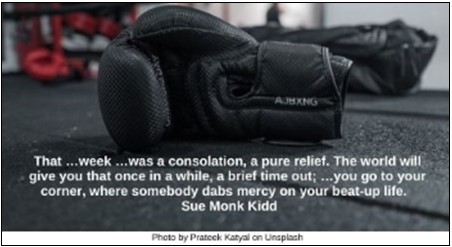 AJBXNG
That …week …was a consolation, a pure relief. The world will
give you that once in a while, a brief time out; …you go to your
corner, where somebody dabs mercy on your beat-up life.
Sue Monk Kidd
Photo by Prateek Katyal on Unsplash